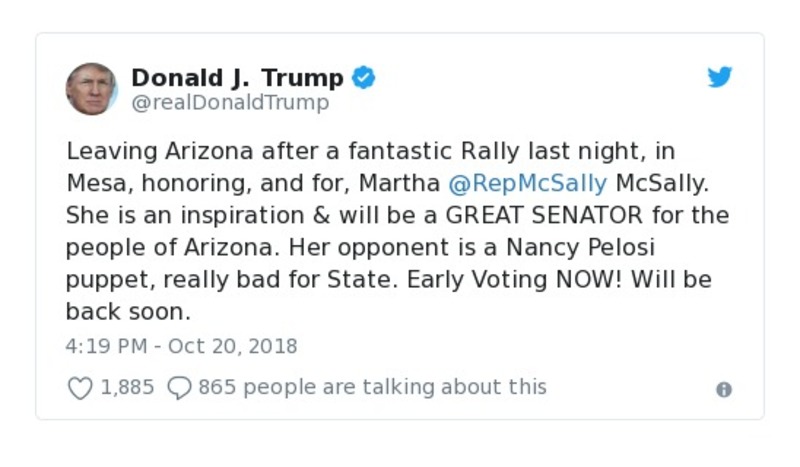 Donald J. Trump
@realDonaldTrump
Leaving Arizona after a fantastic Rally last night, in
Mesa, honoring, and for, Martha @RepMcSally McSally.
She is an inspiration & will be a GREAT SENATOR for the
people of Arizona. Her opponent is a Nancy Pelosi
puppet, really bad for State. Early Voting NOW! Will be
back soon.
4:19 PM - Oct 20, 2018
1,885 865 people are talking about this